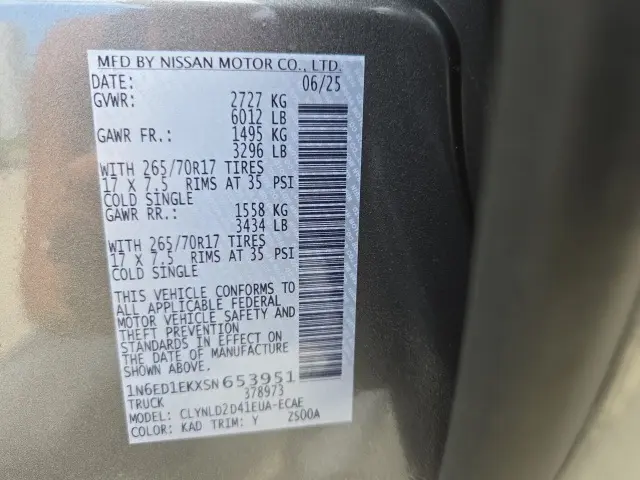 MFD BY NISSAN MOTOR CO., LTD.
DATE: 06/25
GVWR: 2727 KG
6012 LB
GAWR FR.: 1495 KG
3296 LB
WITH 265/70R17 TIRES
17 X 7.5 RIMS AT 35 PSI
COLD SINGLE
GAWR RR.: 1558 KG
3434 LB
WITH 265/70R17 TIRES
17 X 7.5 RIMS AT 35 PSI
COLD SINGLE
THIS VEHICLE CONFORMS TO
ALL APPLICABLE FEDERAL
MOTOR VEHICLE SAFETY AND
THEFT PREVENTION
STANDARDS IN EFFECT ON
THE DATE OF MANUFACTURE
SHOWN ABOVE.
1N6ED1EKXSN653951
TRUCK 378973
MODEL: CLYNLD2D41EUA-ECAE
COLOR: KAD TRIM: Y 2S00A